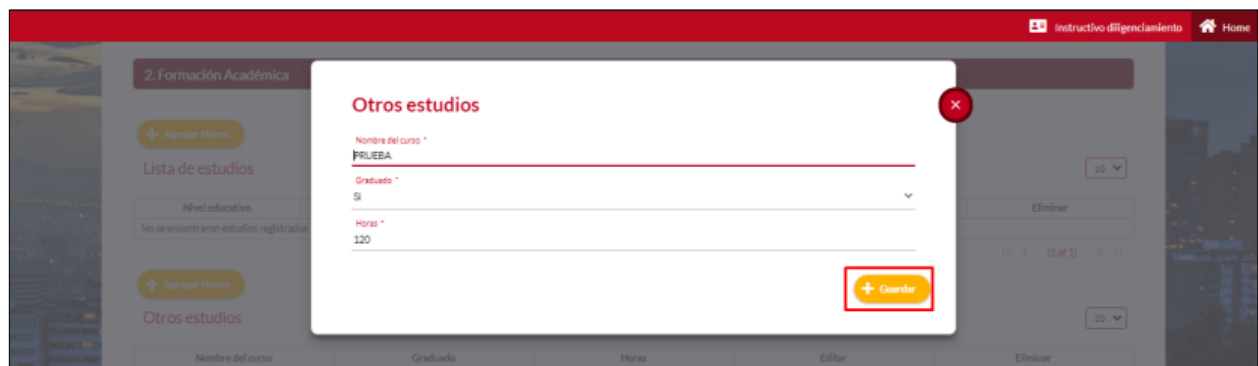 Instructivo diligenciamiento Home
2. Formación Académica
Agregar Nuevo
Lista de estudios
10
Nivel educativo Eliminar
No se encontraron estudios registrados
(1 of 1)
Agregar Nuevo
Otros estudios
10
Nombre del curso Graduado Horas Editar Eliminar
Otros estudios
Nombre del curso *
PRUEBA
Graduado *
Si
Horas *
120
Guardar